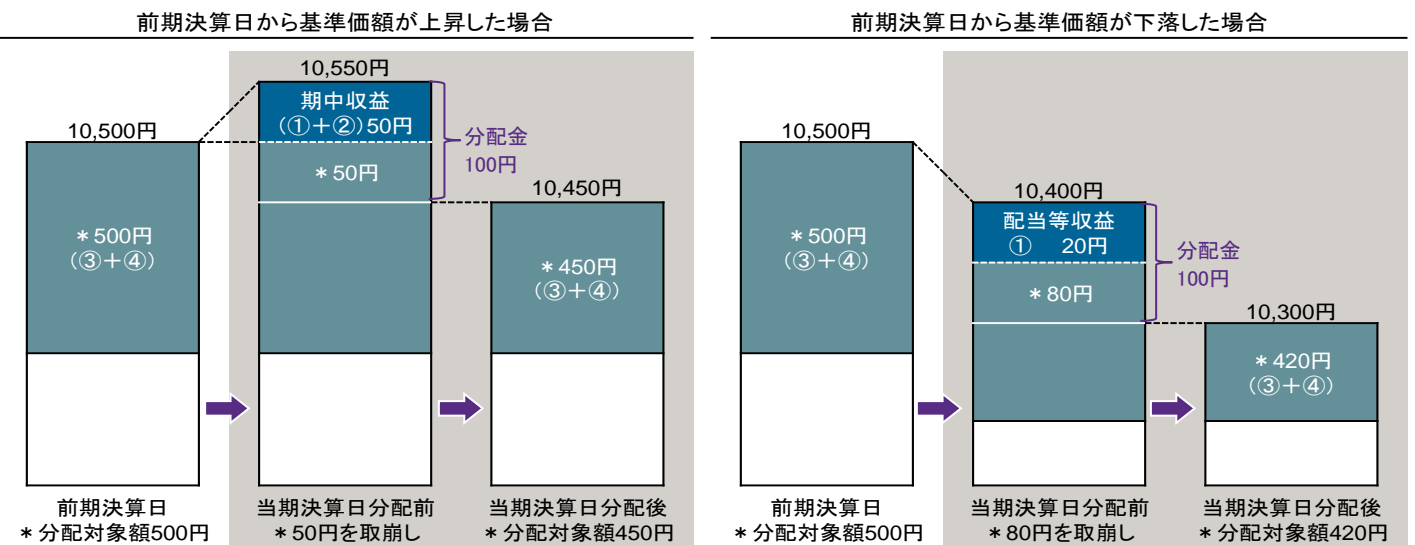 前期決算日から基準価額が上昇した場合
10,500円
＊500円
（③＋④）
前期決算日
＊分配対象額500円
10,550円
期中収益
（①＋②）50円
＊50円
分配金
100円
当期決算日分配前
＊50円を取崩し
10,450円
＊450円
（③＋④）
当期決算日分配後
＊分配対象額450円
前期決算日から基準価額が下落した場合
10,500円
＊500円
（③＋④）
前期決算日
＊分配対象額500円
10,400円
配当等収益
①　20円
＊80円
分配金
100円
当期決算日分配前
＊80円を取崩し
10,300円
＊420円
（③＋④）
当期決算日分配後
＊分配対象額420円